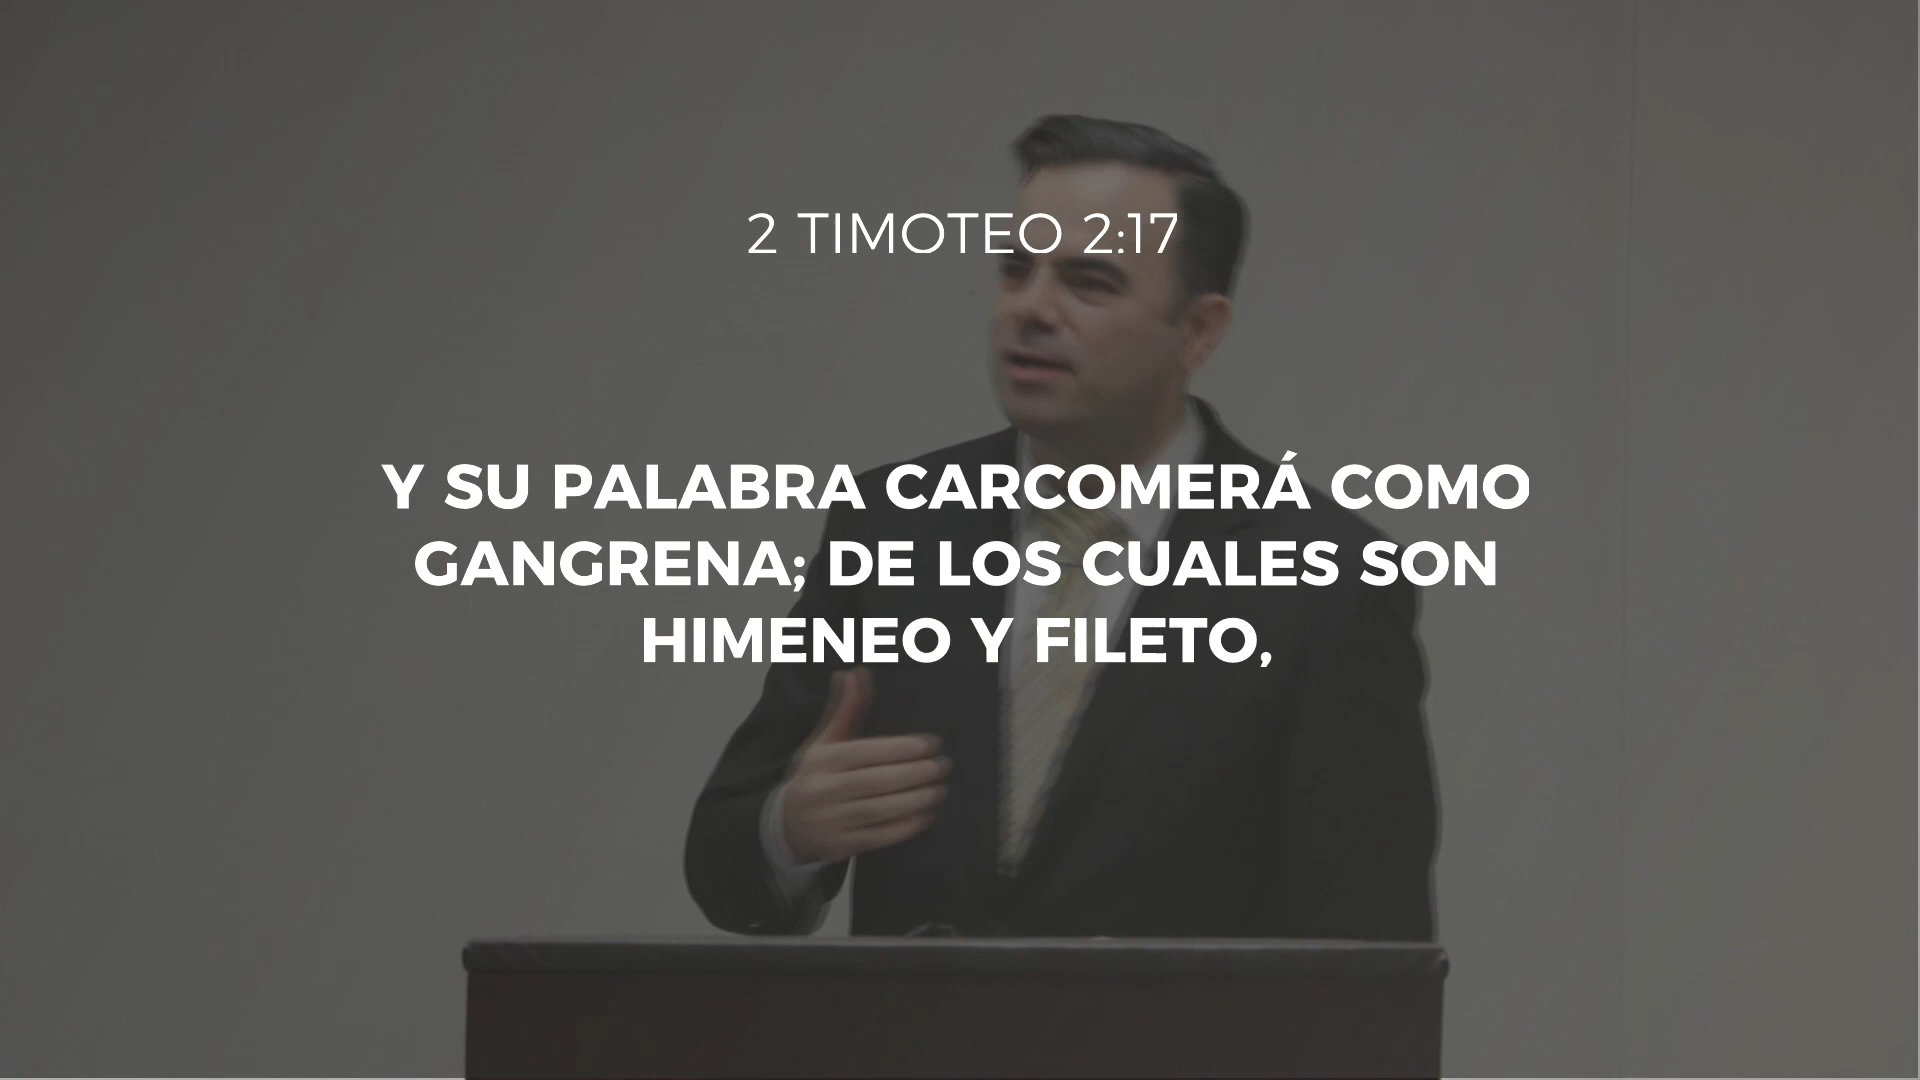 2 TIMOTEO 2:17
Y SU PALABRA CARCOMERÁ COMO
GANGRENA; DE LOS CUALES SON
HIMENEO Y FILETO,